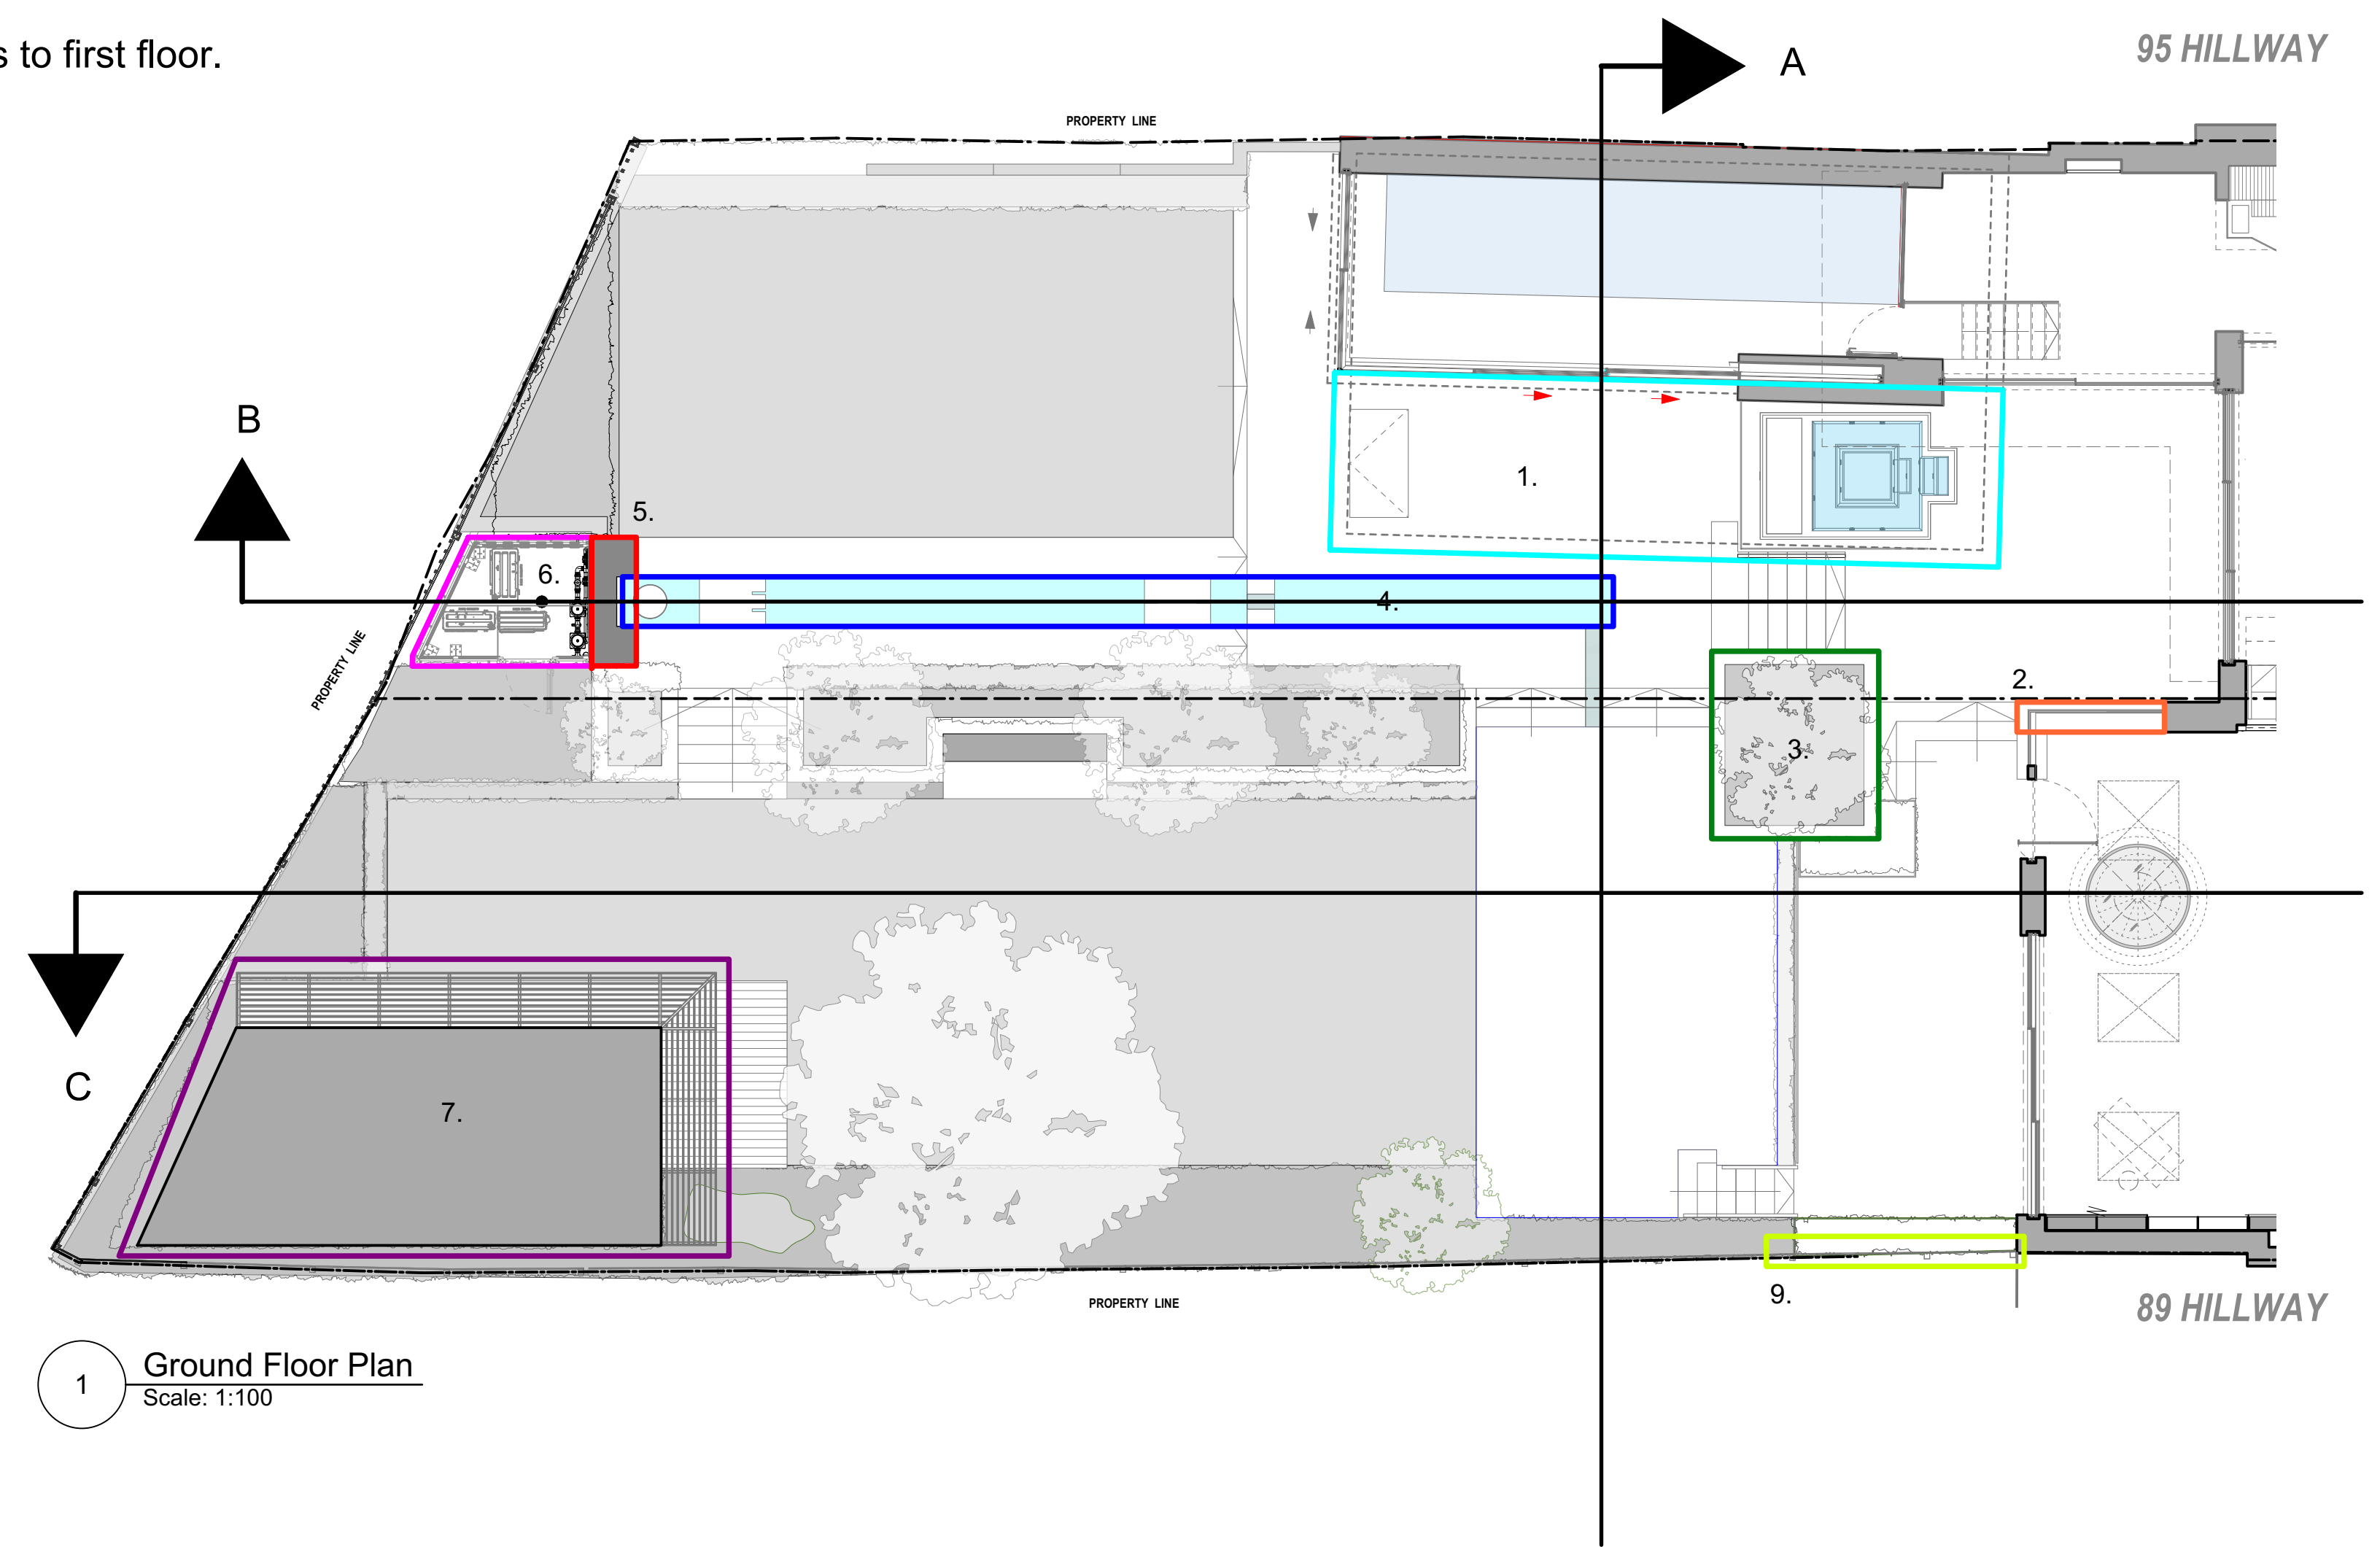 s to first floor.
A
95 HILLWAY
PROPERTY LINE
B
1.
5.
6.
4.
PROPERTY LINE
2.
3.
C
7.
9.
PROPERTY LINE
89 HILLWAY
1
Ground Floor Plan
Scale: 1:100